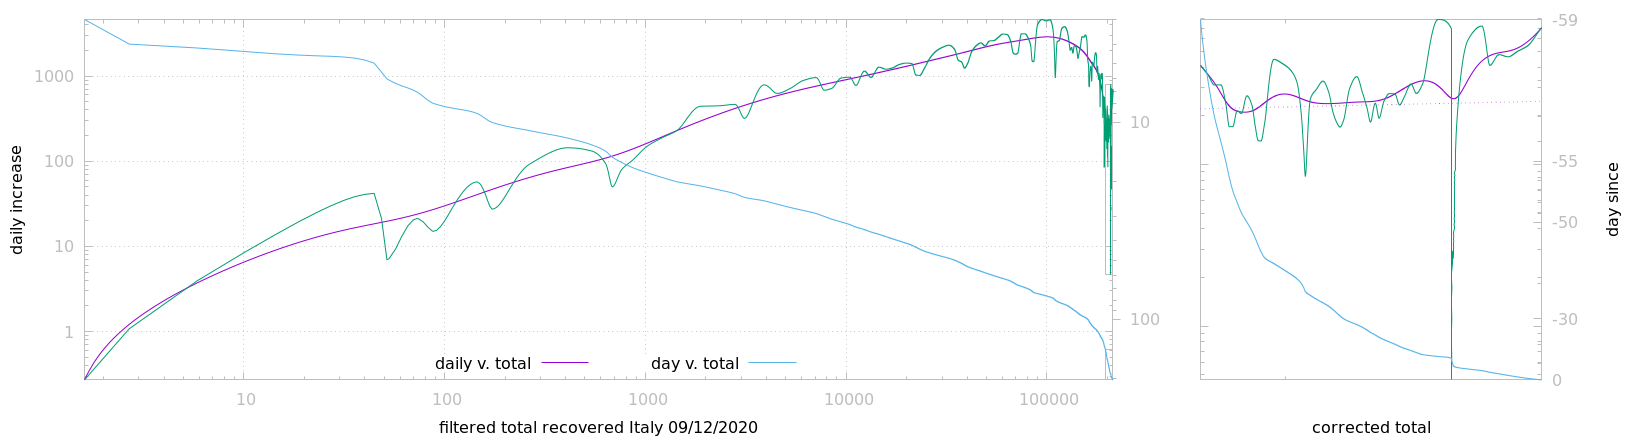 daily increase
1000
100
10
1
daily v. total
day v. total
10
100
1000
10000
100000
filtered total recovered Italy 09/12/2020
10
100
-59
-55
-50
-30
0
day since
corrected total